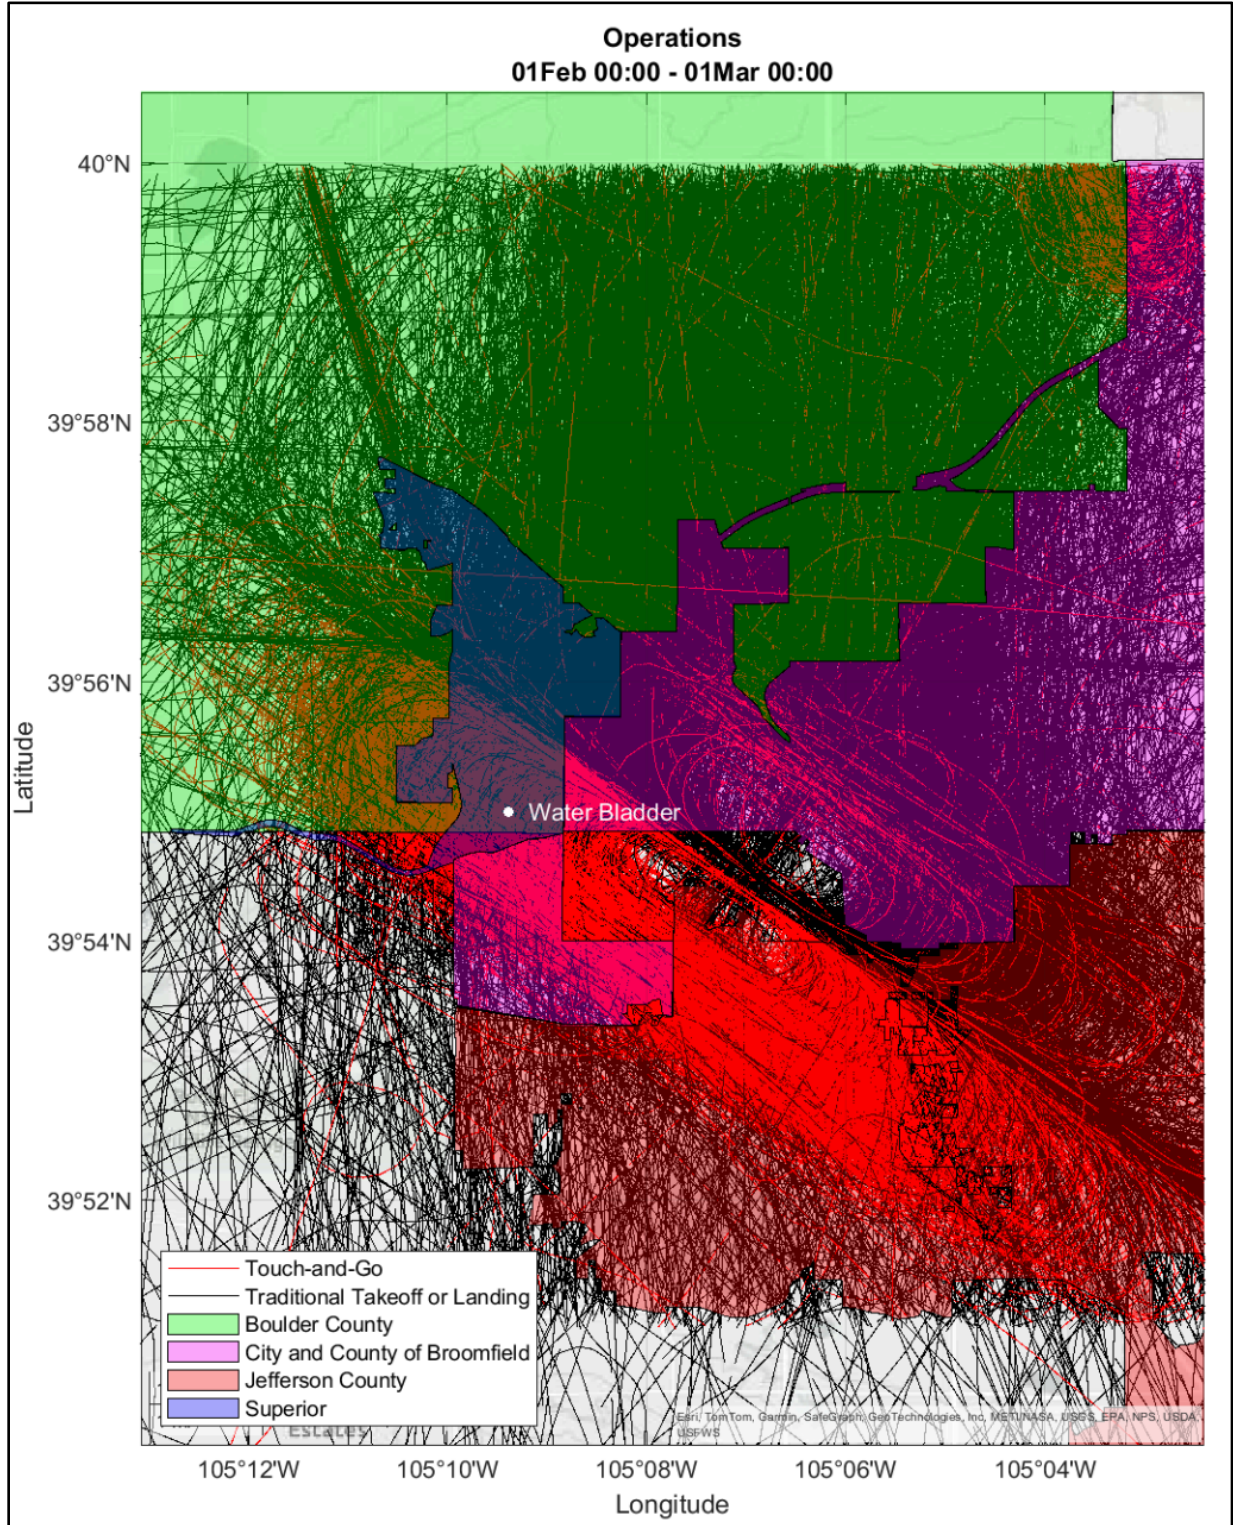 Operations
01Feb 00:00 - 01Mar 00:00
40°N
39°58'N
39°56'N
39°54'N
39°52'N
Latitude
Water Bladder
Touch-and-Go
Traditional Takeoff or Landing
Boulder County
City and County of Broomfield
Jefferson County
Superior
Estates
Esri, TomTom, Garmin, SafeGraph, GeoTechnologies, Inc, METI/NASA, USGS, EPA, NPS, USDA,
USFWS
105°12'W
105°10'W
105°08'W
105°06'W
105°04'W
Longitude